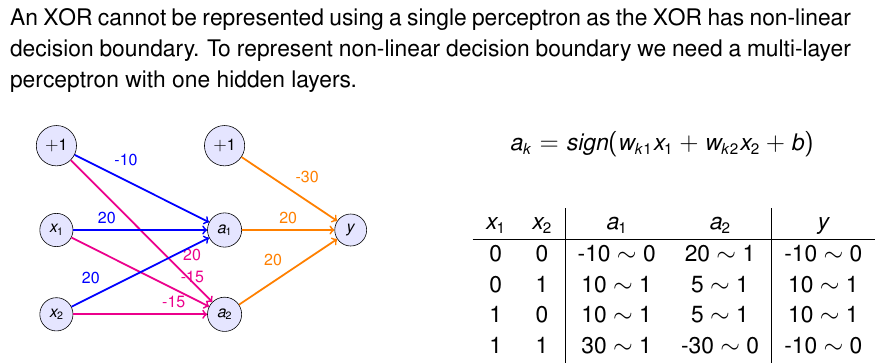 An XOR cannot be represented using a single perceptron as the XOR has non-linear
decision boundary. To represent non-linear decision boundary we need a multi-layer
perceptron with one hidden layers.
+1 +1
-10
-30
20 20
x₁ a₁ y
20
20
-15
20
-15
x₂ a₂
aₖ = sign(wₖ₁x₁ + wₖ₂x₂ + b)
x₁ x₂ a₁ a₂ y
0 0 -10 ∼ 0 20 ∼ 1 -10 ∼ 0
0 1 10 ∼ 1 5 ∼ 1 10 ∼ 1
1 0 10 ∼ 1 5 ∼ 1 10 ∼ 1
1 1 30 ∼ 1 -30 ∼ 0 -10 ∼ 0